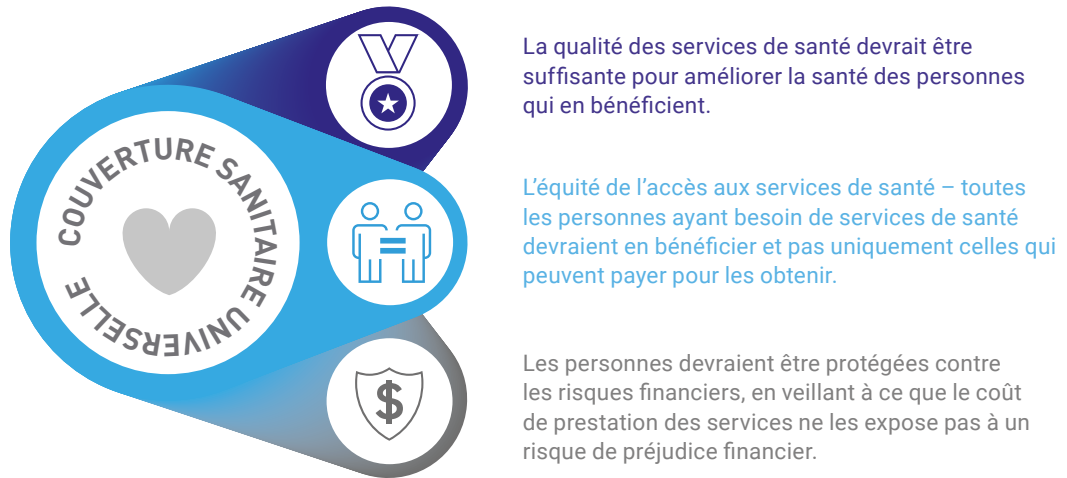 COUVERTURE SANITAIRE UNIVERSELLE
La qualité des services de santé devrait être
suffisante pour améliorer la santé des personnes
qui en bénéficient.
L’équité de l’accès aux services de santé – toutes
les personnes ayant besoin de services de santé
devraient en bénéficier et pas uniquement celles qui
peuvent payer pour les obtenir.
$
Les personnes devraient être protégées contre
les risques financiers, en veillant à ce que le coût
de prestation des services ne les expose pas à un
risque de préjudice financier.